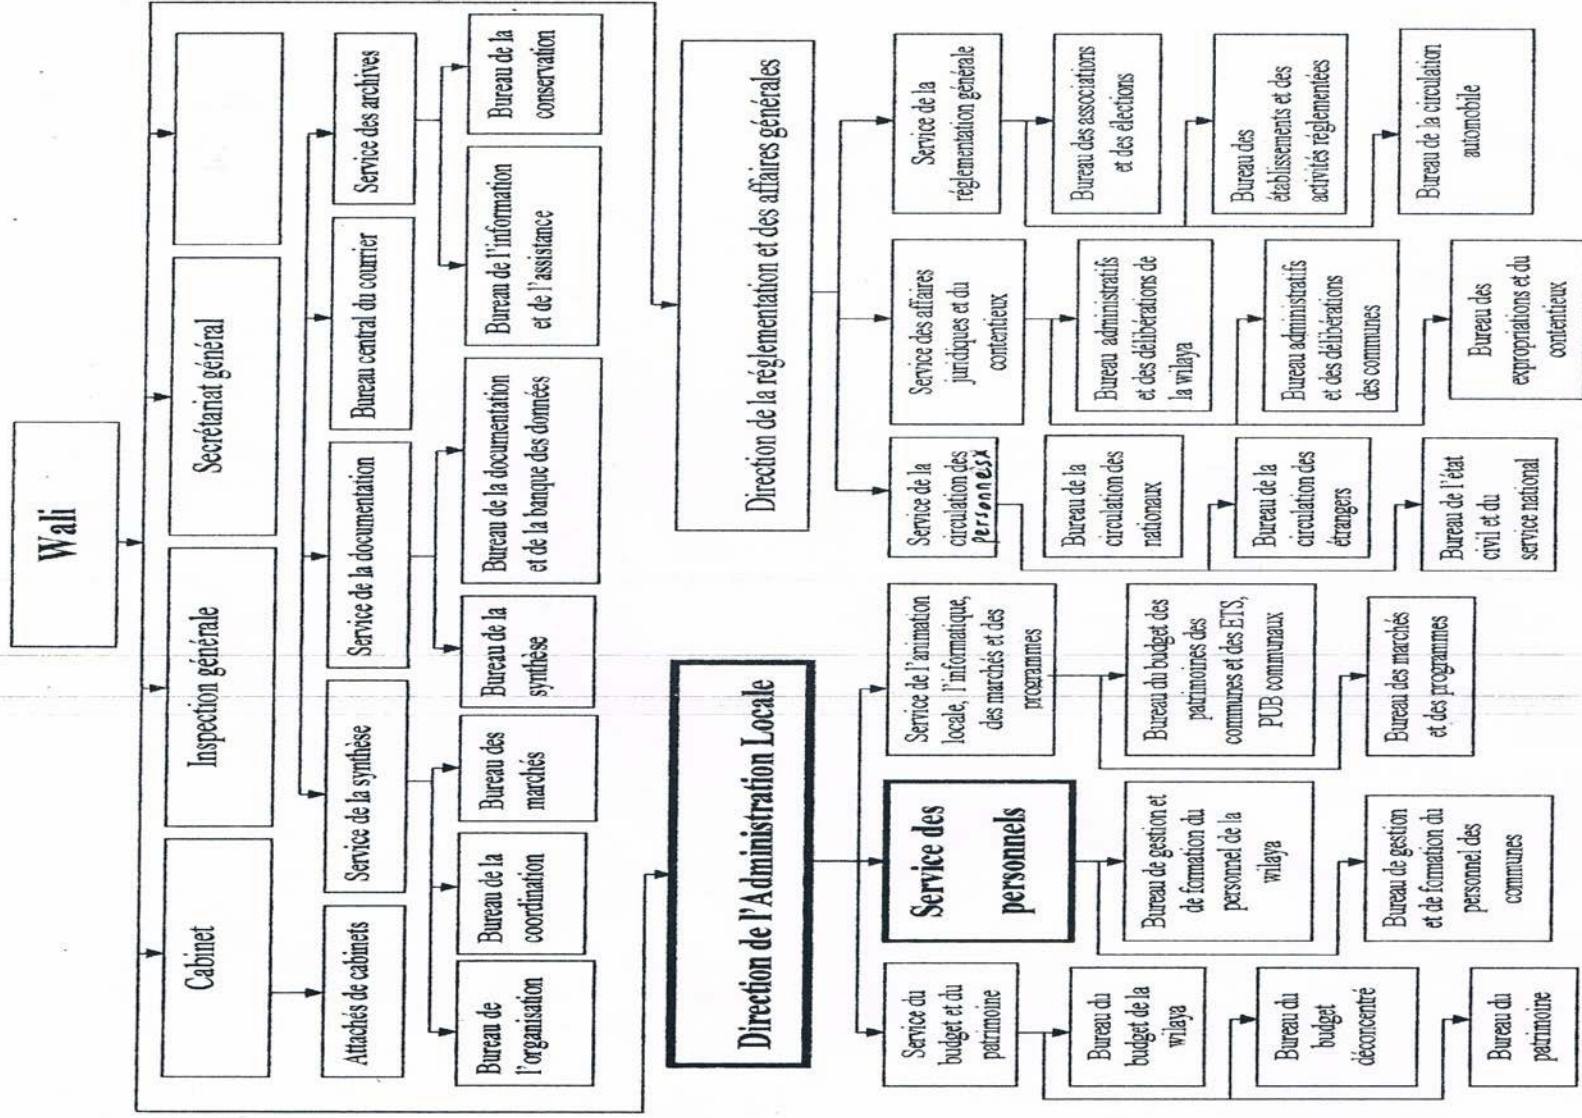 Wali
Cabinet
Inspection générale
Secrétariat général
Attachés de cabinets
Service de la synthèse
Service de la documentation
Bureau central du courrier
Service des archives
Bureau de
l'organisation
Bureau de la
coordination
Bureau des
marchés
Bureau de la
synthèse
Bureau de la documentation
et de la banque des données
Bureau de l'information
et de l'assistance
Bureau de la
conservation
Direction de l'Administration Locale
Direction de la réglementation et des affaires générales
Service du
budget et du
patrimoine
Service des
personnels
Service de l'animation
locale, l'informatique,
des marchés et des
programmes
Service de la
circulation des
personneisx
Service des affaires
juridiques et du
contentieux
Service de la
réglementation générale
Bureau du
budget de la
wilaya
Bureau de gestion et
de formation du
personnel de la
wilaya
Bureau du budget des
patrimoines des
communes et des ETS,
PUB communaux
Bureau de la
circulation des
nationaux
Bureau administratifs
et des délibérations de
la wilaya
Bureau des associations
et des élections
Bureau du
budget
déconcentré
Bureau de gestion
et de formation du
personnel des
communes
Bureau des marchés
et des programmes
Bureau de la
circulation des
étrangers
Bureau administratifs
et des délibérations
des communes
Bureau des
établissements et des
activités réglementées
Bureau du
patrimoine
Bureau de l'état
civil et du
service national
Bureau des
expropriations et du
contentieux
Bureau de la circulation
automobile